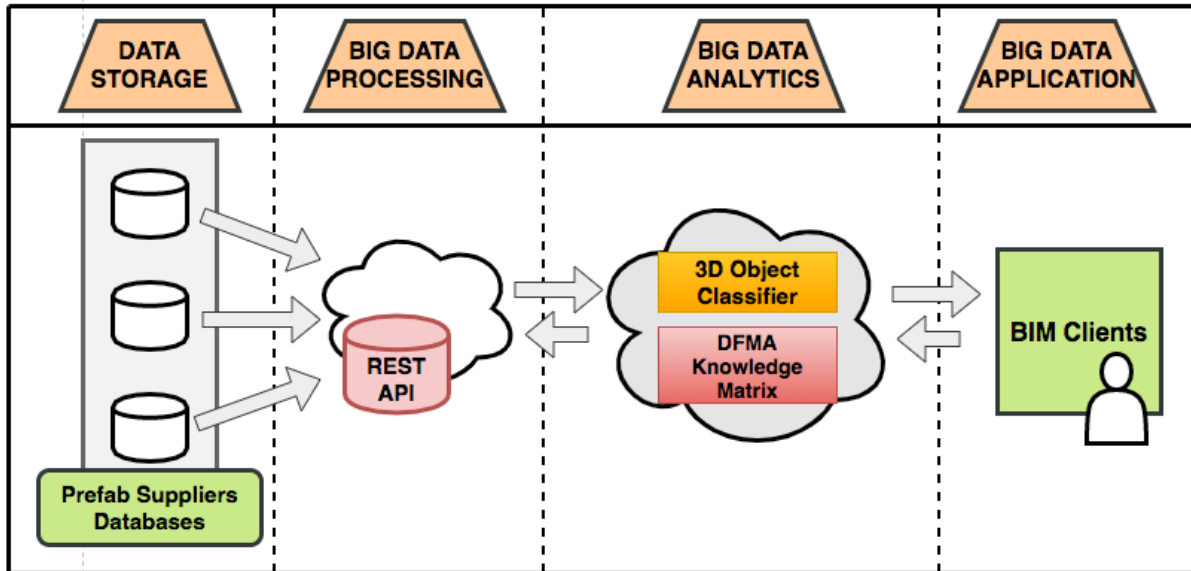 DATA
STORAGE
BIG DATA
PROCESSING
BIG DATA
ANALYTICS
BIG DATA
APPLICATION
REST
API
3D Object
Classifier
DFMA
Knowledge
Matrix
BIM Clients
Prefab Suppliers
Databases